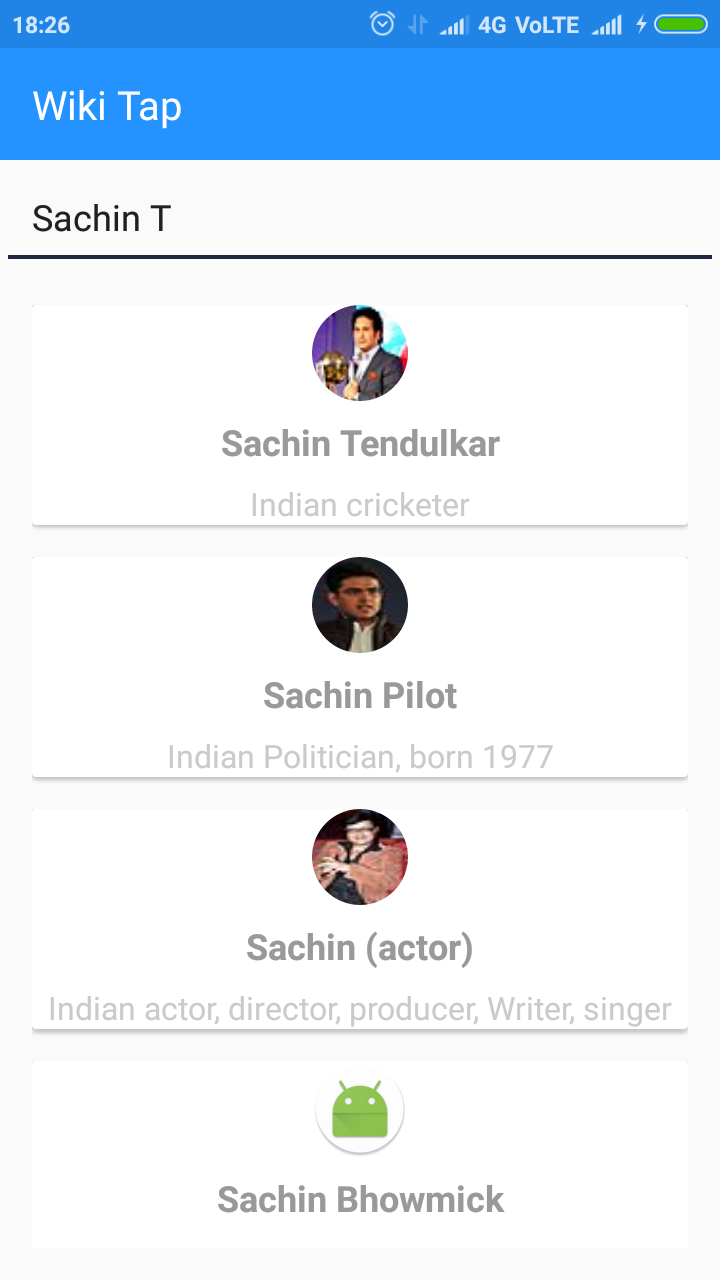 18:26 4G VoLTE
Wiki Tap
Sachin T
Sachin Tendulkar
Indian cricketer
Sachin Pilot
Indian Politician, born 1977
Sachin (actor)
Indian actor, director, producer, Writer, singer
Sachin Bhowmick